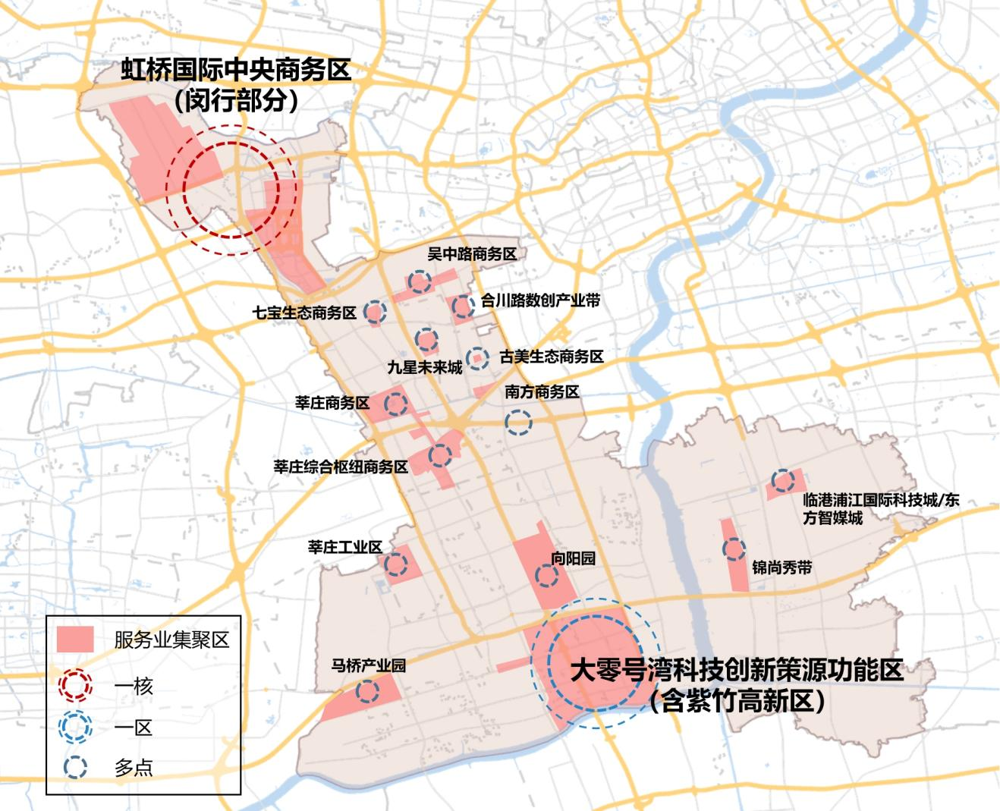 虹桥国际中央商务区
（闵行部分）
吴中路商务区
合川路数创产业带
七宝生态商务区
古美生态商务区
九星未来城
南方商务区
莘庄商务区
莘庄综合枢纽商务区
临港浦江国际科技城/东
方智媒城
莘庄工业区
向阳园
锦尚秀带
马桥产业园
大零号湾科技创新策源功能区
（含紫竹高新区）
服务业集聚区
一核
一区
多点